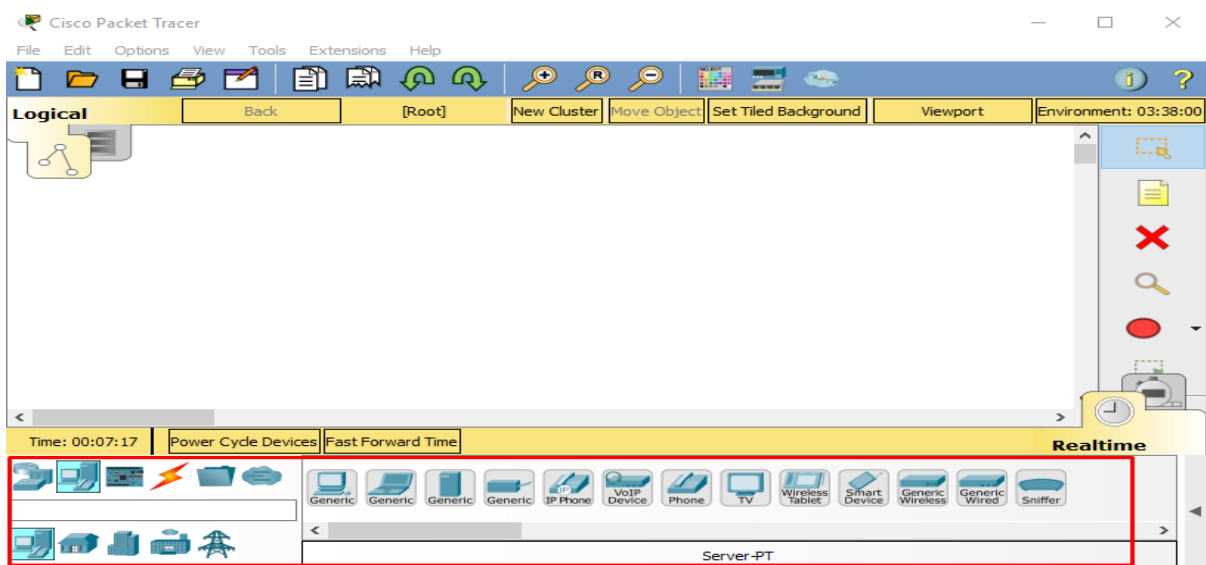 Cisco Packet Tracer
File Edit Options View Tools Extensions Help
Logical Back [Root] New Cluster Move Object Set Tiled Background Viewport Environment: 03:38:00
Time: 00:07:17 Power Cycle Devices Fast Forward Time Realtime
Generic Generic Generic Generic IP Phone VoIP Device Phone TV Wireless Tablet Smart Device Generic Wireless Generic Wired Sniffer
Server-PT